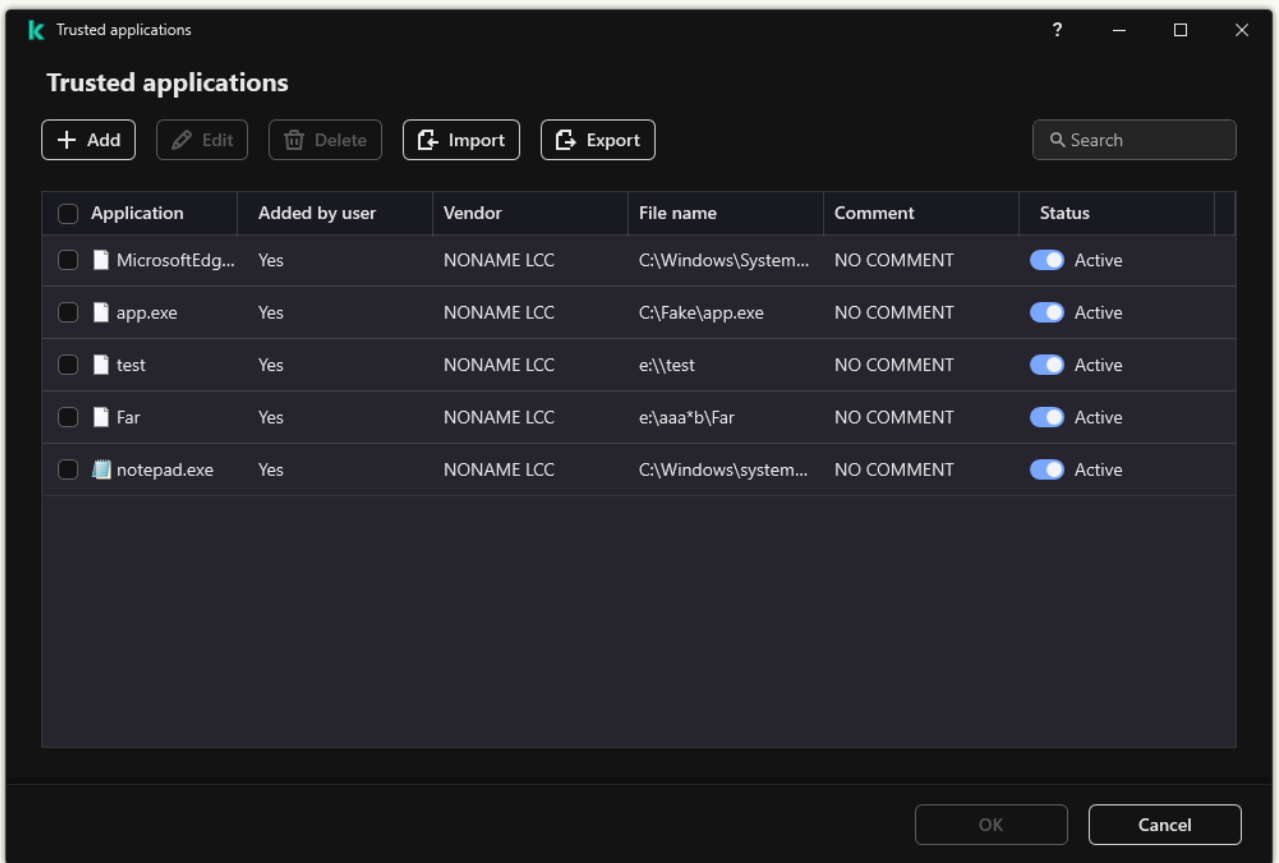 Trusted applications
?
Trusted applications
Add Edit Delete Import Export Search
Application Added by user Vendor File name Comment Status
MicrosoftEdg... Yes NONAME LCC C:\Windows\System... NO COMMENT Active
app.exe Yes NONAME LCC C:\Fake\app.exe NO COMMENT Active
test Yes NONAME LCC e:\\test NO COMMENT Active
Far Yes NONAME LCC e:\aaa*b\Far NO COMMENT Active
notepad.exe Yes NONAME LCC C:\Windows\system... NO COMMENT Active
OK Cancel